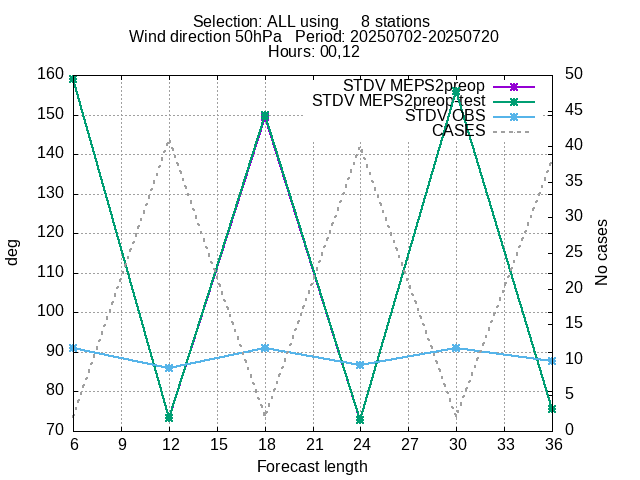 Selection: ALL using 8 stations
Wind direction 50hPa Period: 20250702-20250720
Hours: 00,12
STDV MEPS2preop
STDV MEPS2preop-test
STDV OBS
CASES
160
150
140
130
120
110
100
90
80
70
50
45
40
35
30
25
20
15
10
5
0
deg
No cases
6 9 12 15 18 21 24 27 30 33 36
Forecast length